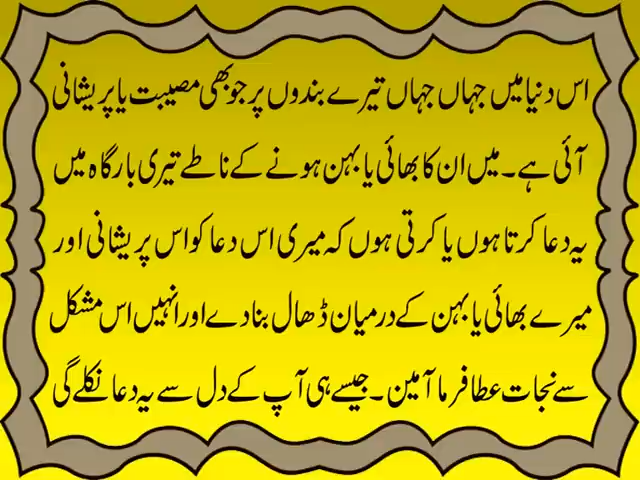 اس دنیا میں جہاں جہاں تیرے بندوں پر جو بھی مصیبت یا پریشانی
آئی ہے۔ میں ان کا بھائی یا بہن ہونے کے ناطے تیری بارگاہ میں
یہ دعا کرتا ہوں یا کرتی ہوں کہ میری اس دعا کو اس پریشانی اور
میرے بھائی یا بہن کے درمیان ڈھال بنا دے اور انہیں اس مشکل
سے نجات عطا فرما آمین۔ جیسے ہی آپ کے دل سے یہ دعا نکلے گی